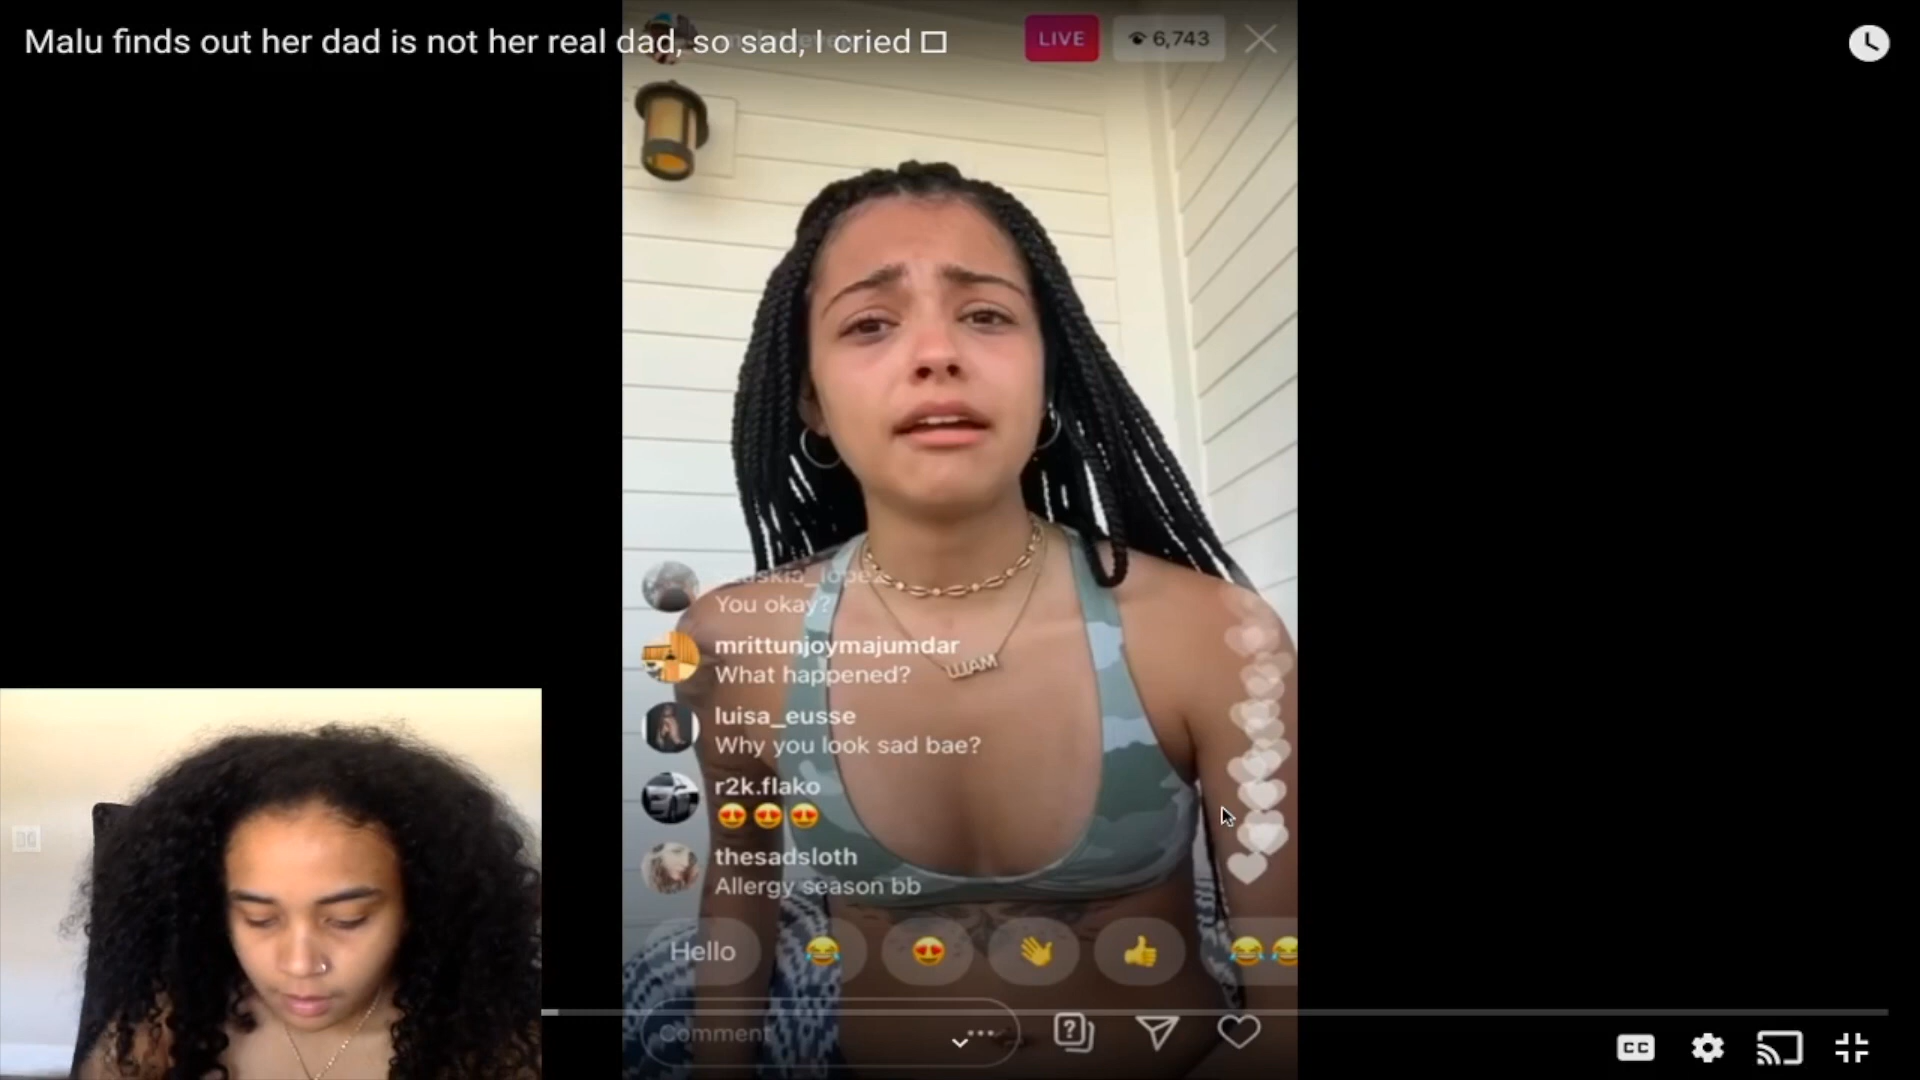 Malu finds out her dad is not her real dad, so sad, I cried
LIVE
6,743
You okay?
mrittunjoymajumdar
What happened?
luisa_eusse
Why you look sad bae?
r2k.flako
😍😍😍
thesadsloth
Allergy season bb
Hello
Comment
CC